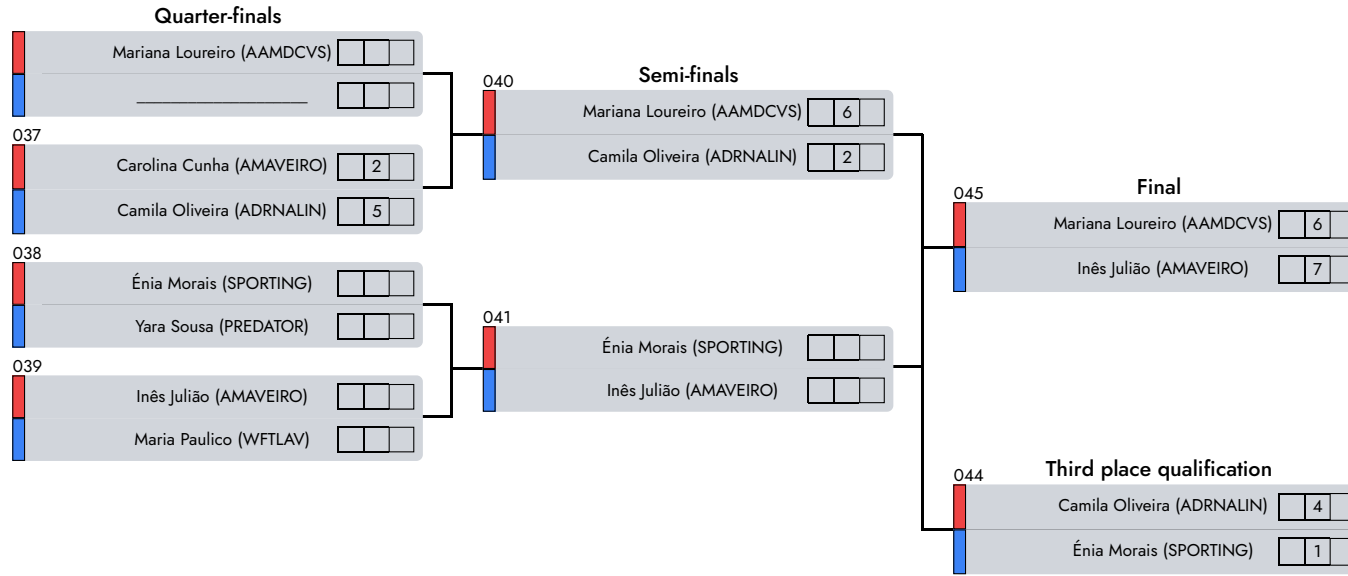 Quarter-finals
Mariana Loureiro (AAMDCVS)
____________________
037
Carolina Cunha (AMAVEIRO) 2
Camila Oliveira (ADRNALIN) 5
038
Énia Morais (SPORTING)
Yara Sousa (PREDATOR)
039
Inês Julião (AMAVEIRO)
Maria Paulico (WFTLAV)
Semi-finals
040
Mariana Loureiro (AAMDCVS) 6
Camila Oliveira (ADRNALIN) 2
041
Énia Morais (SPORTING)
Inês Julião (AMAVEIRO)
Final
045
Mariana Loureiro (AAMDCVS) 6
Inês Julião (AMAVEIRO) 7
Third place qualification
044
Camila Oliveira (ADRNALIN) 4
Énia Morais (SPORTING) 1